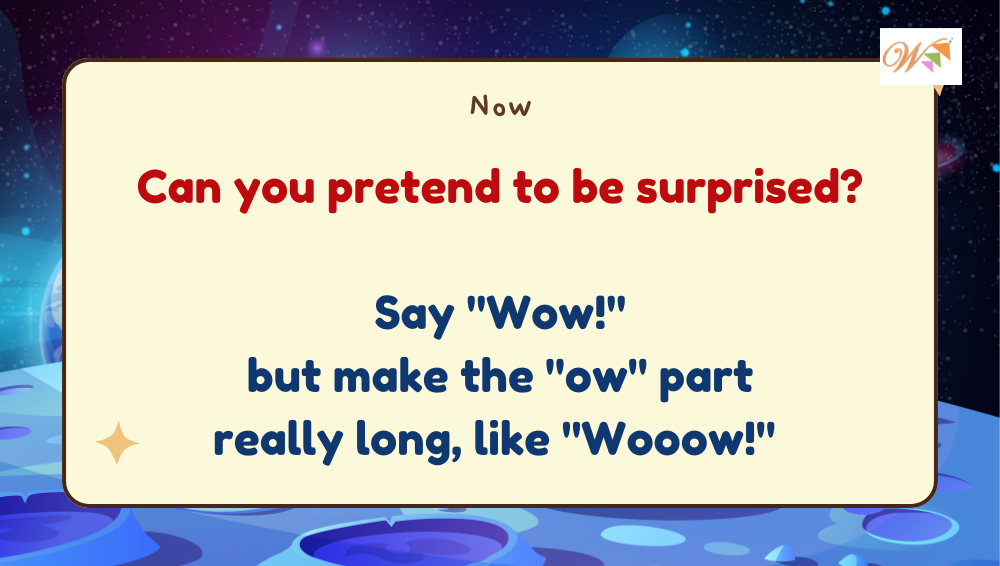 W
Now
Can you pretend to be surprised?
Say "Wow!"
but make the "ow" part
really long, like "Wooow!"